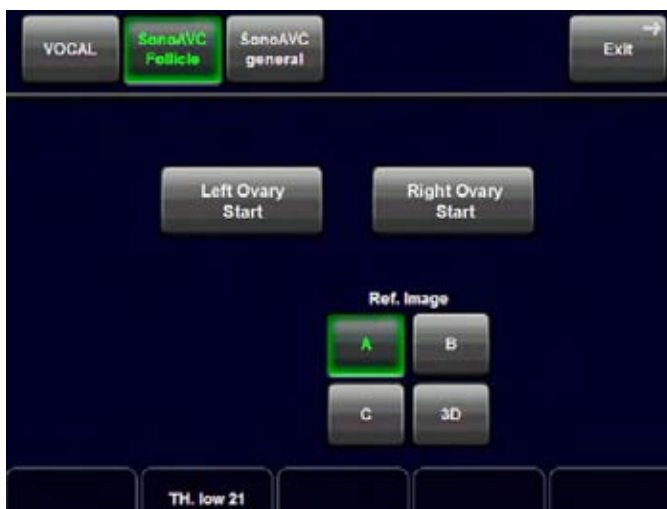 VOCAL
SonoAVC
Follicle
SonoAVC
general
Exit
Left Ovary
Start
Right Ovary
Start
Ref. Image
A
B
C
3D
TH. low 21